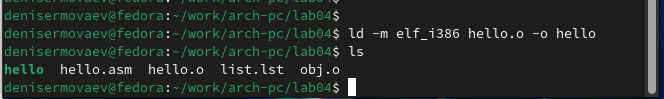 denisermovaev@fedora:~/work/arch-pc/lab04$
denisermovaev@fedora:~/work/arch-pc/lab04$ ld -m elf_i386 hello.o -o hello
denisermovaev@fedora:~/work/arch-pc/lab04$ ls
hello  hello.asm  hello.o  list.lst  obj.o
denisermovaev@fedora:~/work/arch-pc/lab04$